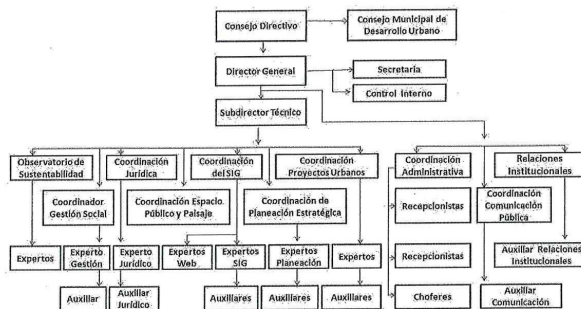 Consejo Directivo
Consejo Municipal de
Desarrollo Urbano
Director General
Secretaria
Control Interno
Subdirector Técnico
Observatorio de
Sustentabilidad
Coordinación
Jurídica
Coordinación
del SIG
Coordinación
Proyectos Urbanos
Coordinación
Administrativa
Relaciones
Institucionales
Coordinador
Gestión Social
Coordinación Espacio
Público y Paisaje
Coordinación de
Planeación Estratégica
Recepcionistas
Coordinación
Comunicación
Pública
Expertos
Experto
Gestión
Experto
Jurídico
Expertos
Web
Expertos
SIG
Expertos
Planeación
Expertos
Recepcionistas
Auxiliar Relaciones
Institucionales
Auxiliar
Auxiliar
Jurídico
Auxiliares
Auxiliares
Auxiliares
Choferes
Auxiliar
Comunicación